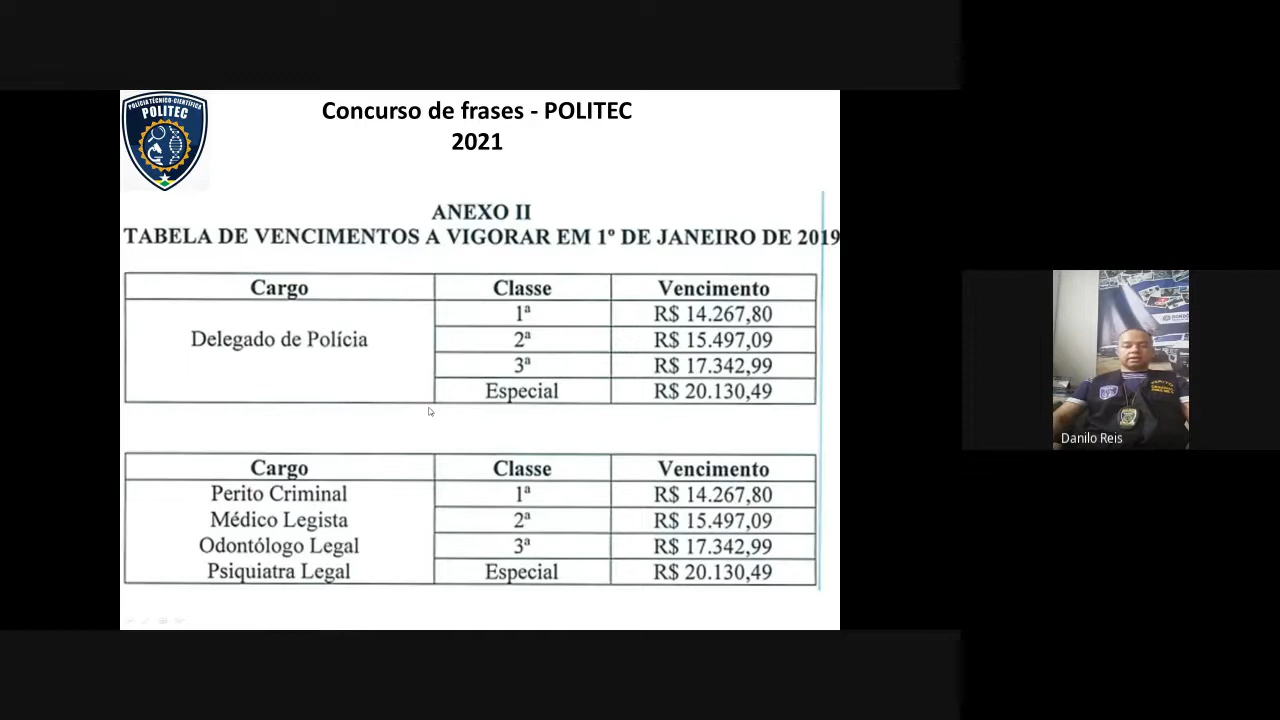 POLÍCIA TÉCNICO-CIENTÍFICA
POLITEC
Concurso de frases - POLITEC
2021
ANEXO II
TABELA DE VENCIMENTOS A VIGORAR EM 1º DE JANEIRO DE 2019
Cargo Classe Vencimento
Delegado de Polícia
1ª R$ 14.267,80
2ª R$ 15.497,09
3ª R$ 17.342,99
Especial R$ 20.130,49
Cargo Classe Vencimento
Perito Criminal 1ª R$ 14.267,80
Médico Legista 2ª R$ 15.497,09
Odontólogo Legal 3ª R$ 17.342,99
Psiquiatra Legal Especial R$ 20.130,49
Danilo Reis